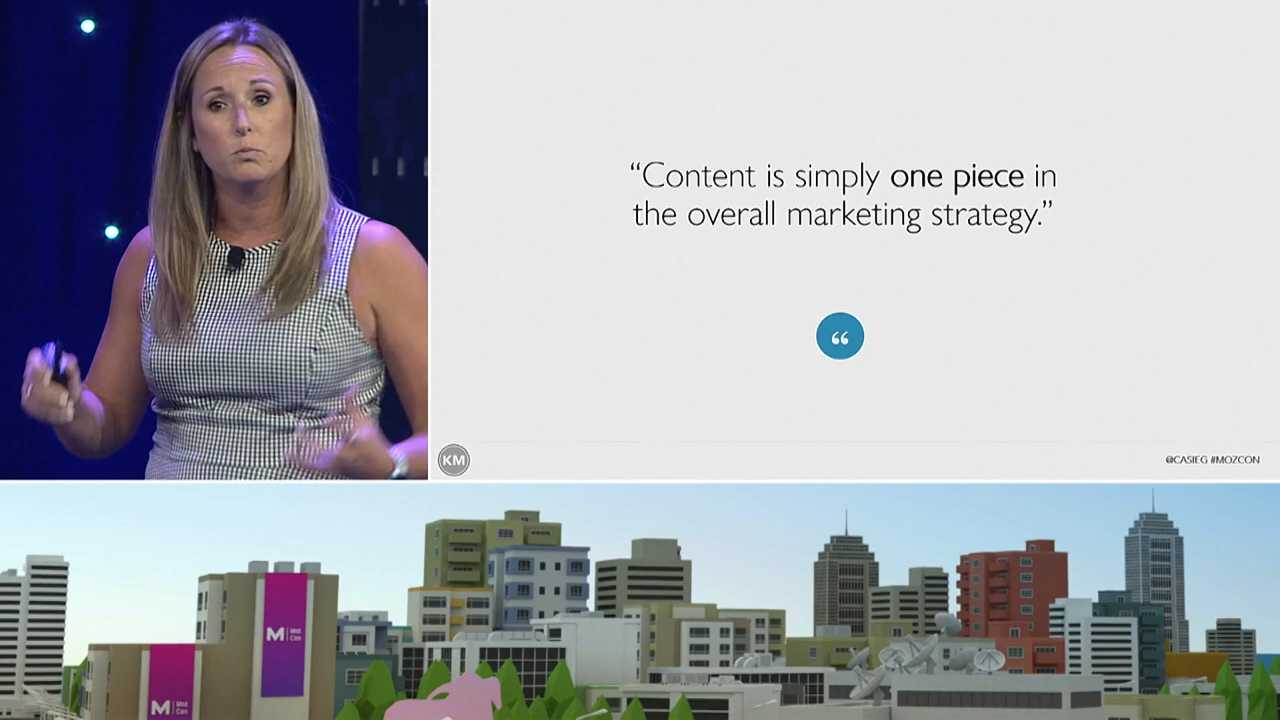 “Content is simply one piece in
the overall marketing strategy.”
“
KM
@CASIEG #MOZCON
M Moz
Con
M Moz
Con